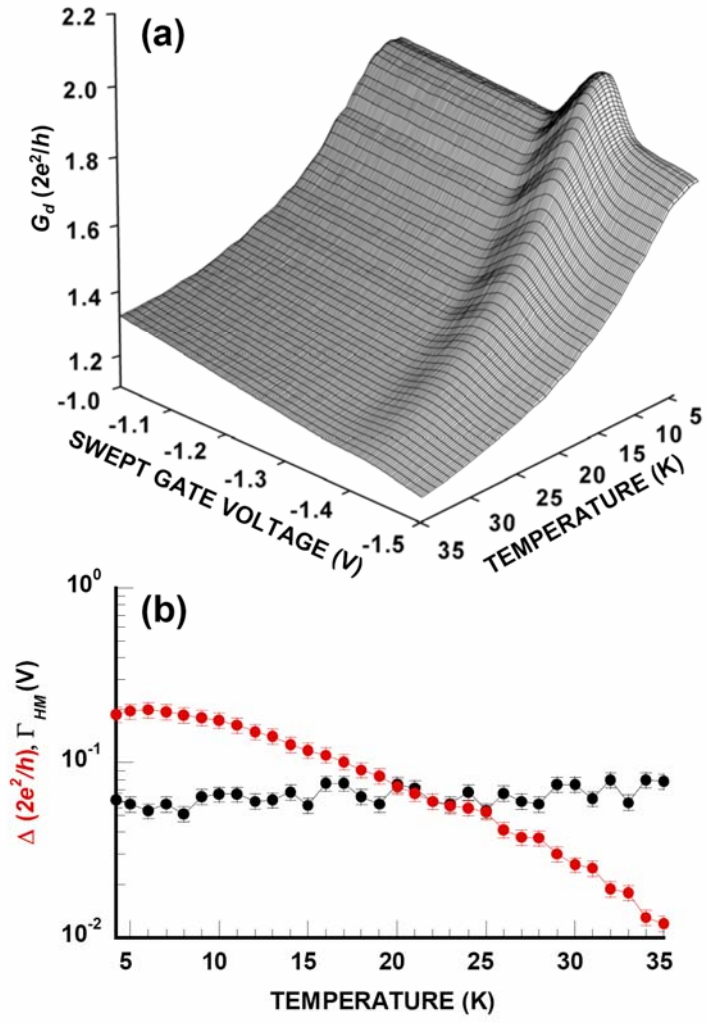 (a)
2.2
2.0
1.8
1.6
1.4
1.2
G_d (2e²/h)
-1.0
-1.1
-1.2
-1.3
-1.4
-1.5
SWEPT GATE VOLTAGE (V)
5
10
15
20
25
30
35
TEMPERATURE (K)
(b)
10⁰
10⁻¹
10⁻²
Δ (2e²/h), Γ_HM (V)
5 10 15 20 25 30 35
TEMPERATURE (K)